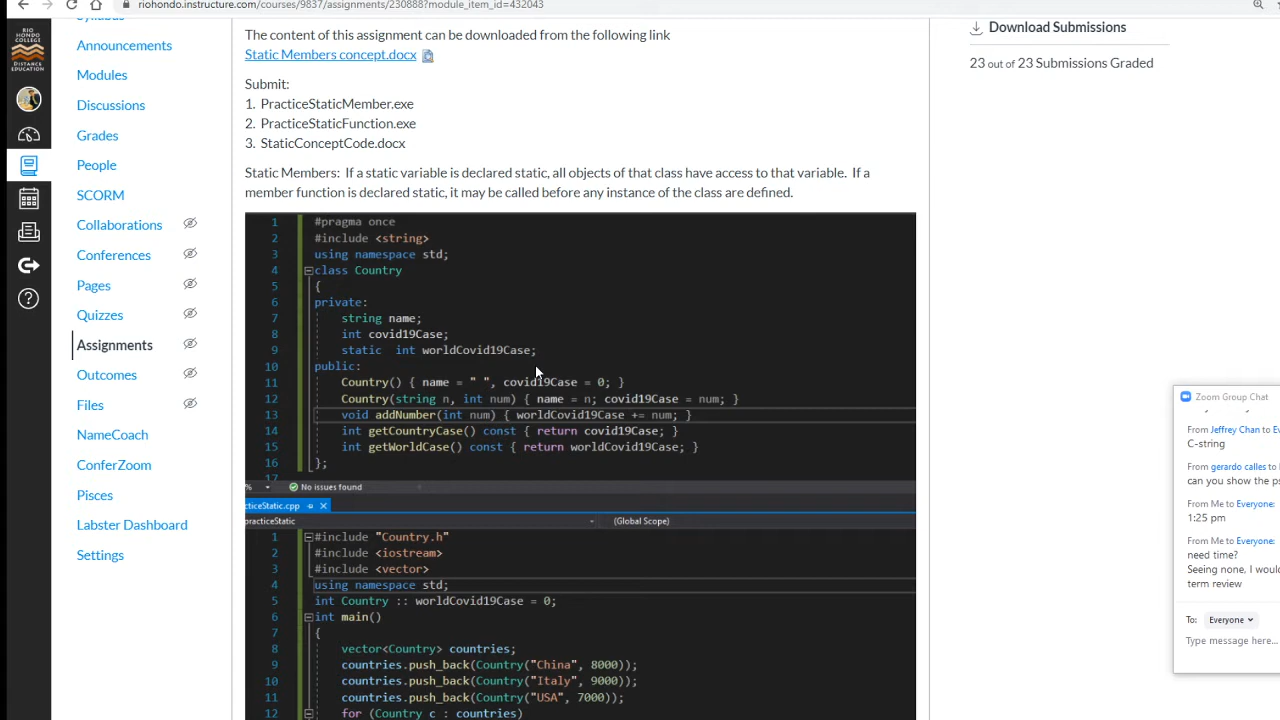 riohondo.instructure.com/courses/9837/assignments/230888?module_item_id=432043
RIO
HONDO
COLLEGE
DISTANCE
EDUCATION
Syllabus
Announcements
Modules
Discussions
Grades
People
SCORM
Collaborations
Conferences
Pages
Quizzes
Assignments
Outcomes
Files
NameCoach
ConferZoom
Pisces
Labster Dashboard
Settings
The content of this assignment can be downloaded from the following link
Static Members concept.docx
Submit:
1. PracticeStaticMember.exe
2. PracticeStaticFunction.exe
3. StaticConceptCode.docx
Static Members: If a static variable is declared static, all objects of that class have access to that variable. If a
member function is declared static, it may be called before any instance of the class are defined.
1 #pragma once
2 #include <string>
3 using namespace std;
4 class Country
5 {
6 private:
7 string name;
8 int covid19Case;
9 static int worldCovid19Case;
10 public:
11 Country() { name = " ", covid19Case = 0; }
12 Country(string n, int num) { name = n; covid19Case = num; }
13 void addNumber(int num) { worldCovid19Case += num; }
14 int getCountryCase() const { return covid19Case; }
15 int getWorldCase() const { return worldCovid19Case; }
16 };
17
% No issues found
cticeStatic.cpp
practiceStatic (Global Scope)
1 #include "Country.h"
2 #include <iostream>
3 #include <vector>
4 using namespace std;
5 int Country :: worldCovid19Case = 0;
6 int main()
7 {
8 vector<Country> countries;
9 countries.push_back(Country("China", 8000));
10 countries.push_back(Country("Italy", 9000));
11 countries.push_back(Country("USA", 7000));
12 for (Country c : countries)
Download Submissions
23 out of 23 Submissions Graded
Zoom Group Chat
From Jeffrey Chan to Ev
C-string
From gerardo calles to
can you show the ps
From Me to Everyone:
1:25 pm
From Me to Everyone:
need time?
Seeing none, I woul
term review
To: Everyone
Type message here...